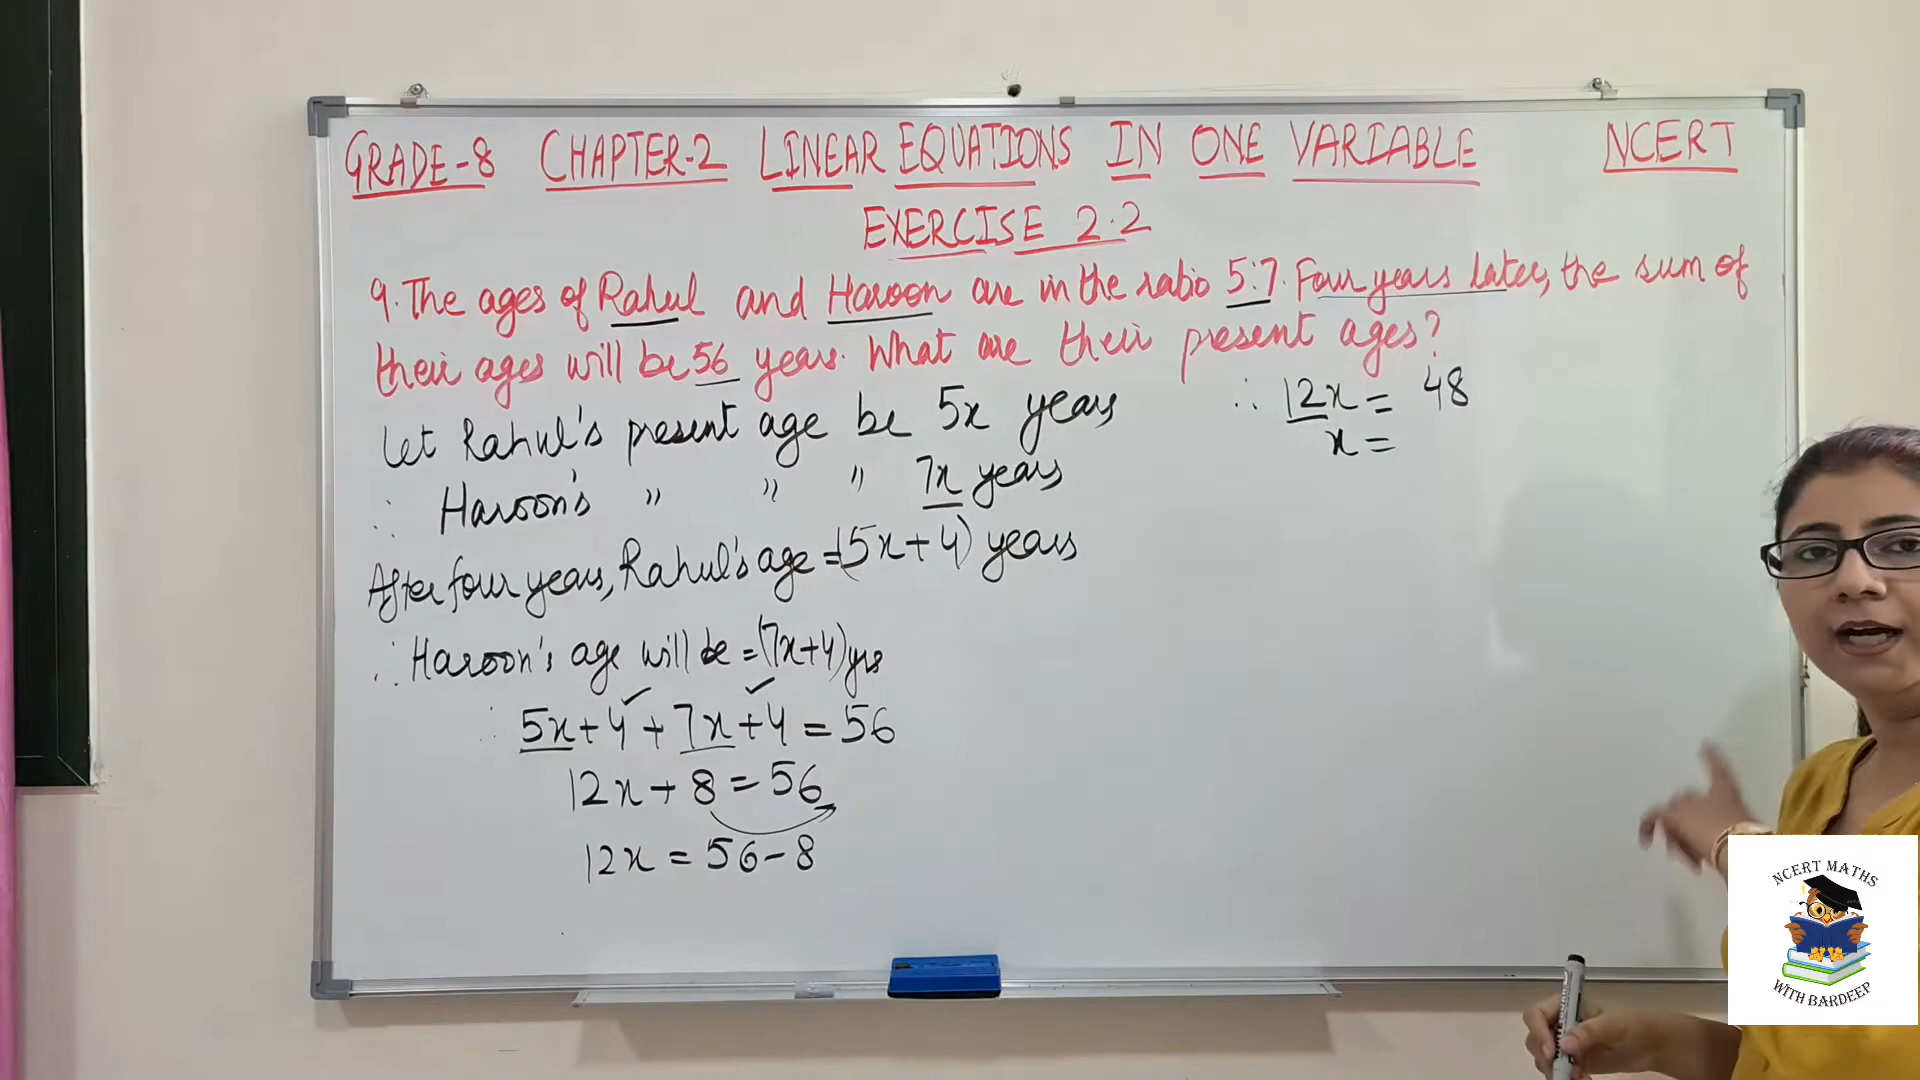 GRADE-8 CHAPTER-2 LINEAR EQUATIONS IN ONE VARIABLE NCERT
EXERCISE 2.2
9. The ages of Rahul and Haroon are in the ratio 5:7. Four years later, the sum of
their ages will be 56 years. What are their present ages?
Let Rahul's present age be 5x years
∴ Haroon's " " " 7x years
After four years, Rahul's age = (5x+4) years
∴ Haroon's age will be = (7x+4) yrs
∴ 5x+4 + 7x+4 = 56
12x + 8 = 56
12x = 56-8
∴ 12x = 48
x =
NCERT MATHS
WITH BARDEEP